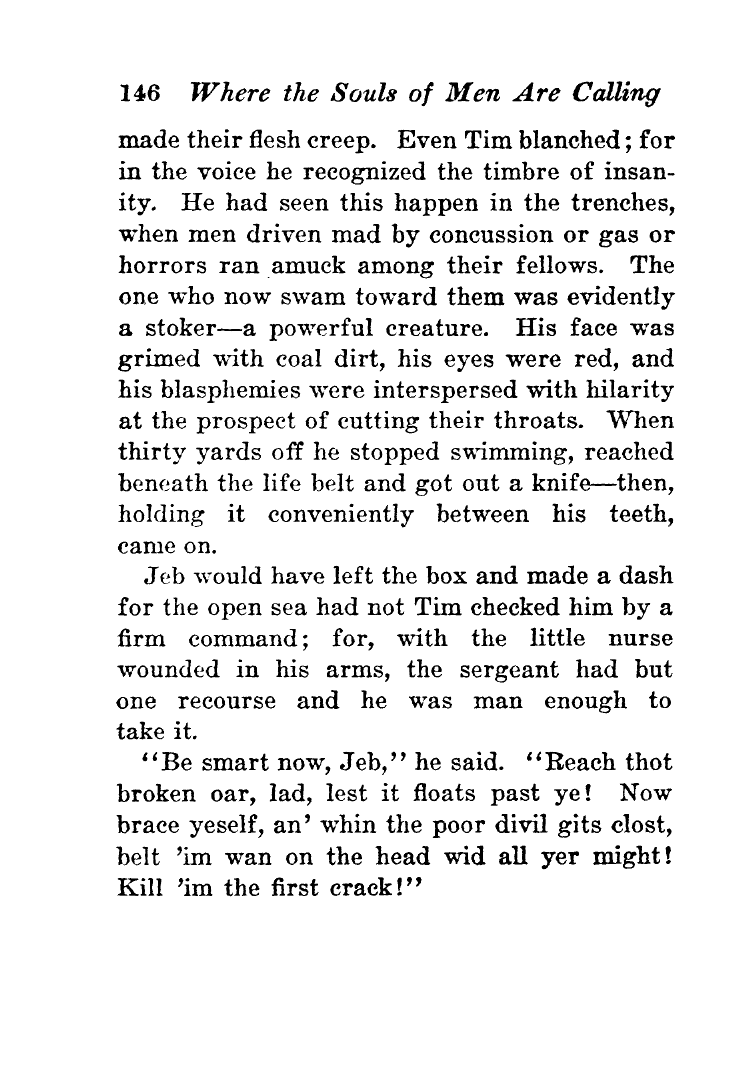 146 Where the Souls of Men Are Calling
made their flesh creep. Even Tim blanched; for
in the voice he recognized the timbre of insan-
ity. He had seen this happen in the trenches,
when men driven mad by concussion or gas or
horrors ran amuck among their fellows. The
one who now swam toward them was evidently
a stoker—a powerful creature. His face was
grimed with coal dirt, his eyes were red, and
his blasphemies were interspersed with hilarity
at the prospect of cutting their throats. When
thirty yards off he stopped swimming, reached
beneath the life belt and got out a knife—then,
holding it conveniently between his teeth,
came on.
Jeb would have left the box and made a dash
for the open sea had not Tim checked him by a
firm command; for, with the little nurse
wounded in his arms, the sergeant had but
one recourse and he was man enough to
take it.
“Be smart now, Jeb,” he said. “Reach thot
broken oar, lad, lest it floats past ye! Now
brace yeself, an’ whin the poor divil gits clost,
belt ’im wan on the head wid all yer might!
Kill ’im the first crack!”